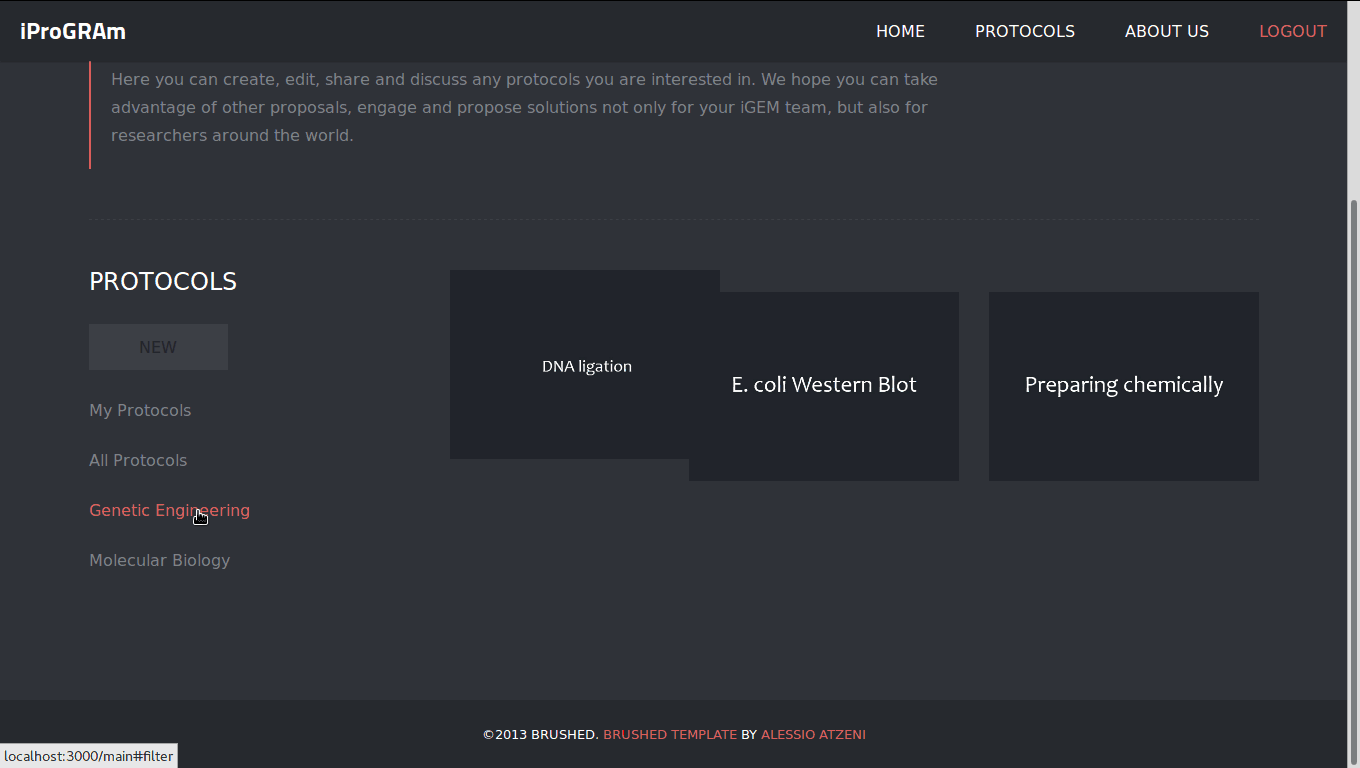 iProGRAm
HOME PROTOCOLS ABOUT US LOGOUT
Here you can create, edit, share and discuss any protocols you are interested in. We hope you can take
advantage of other proposals, engage and propose solutions not only for your iGEM team, but also for
researchers around the world.
PROTOCOLS
NEW
My Protocols
All Protocols
Genetic Engineering
Molecular Biology
DNA ligation
E. coli Western Blot
Preparing chemically
©2013 BRUSHED. BRUSHED TEMPLATE BY ALESSIO ATZENI
localhost:3000/main#filter